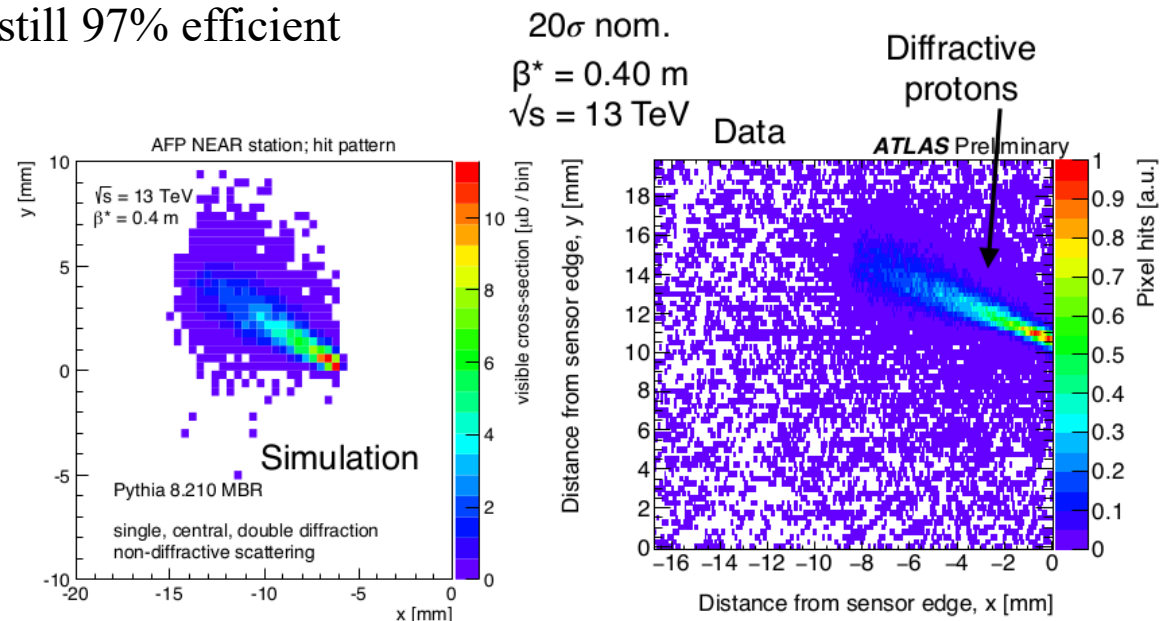 still 97% efficient
20σ nom.
β* = 0.40 m
√s = 13 TeV
Data
Diffractive
protons
AFP NEAR station; hit pattern
√s = 13 TeV
β* = 0.4 m
Simulation
Pythia 8.210 MBR
single, central, double diffraction
non-diffractive scattering
y [mm]
10
5
0
-5
-10
-20 -15 -10 -5 0
x [mm]
10
8
6
4
2
0
visible cross-section [μb / bin]
ATLAS Preliminary
Distance from sensor edge, y [mm]
18
16
14
12
10
8
6
4
2
0
−16 −14 −12 −10 −8 −6 −4 −2 0
Distance from sensor edge, x [mm]
1
0.9
0.8
0.7
0.6
0.5
0.4
0.3
0.2
0.1
0
Pixel hits [a.u.]